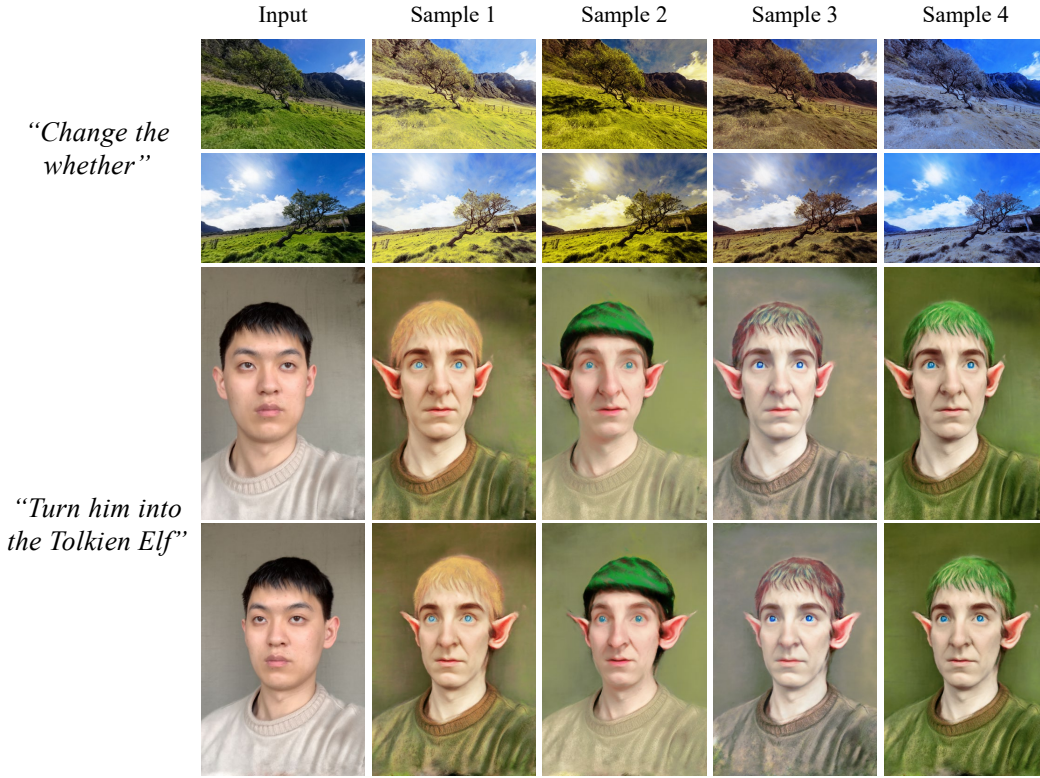 Input
Sample 1
Sample 2
Sample 3
Sample 4
“Change the
whether”
“Turn him into
the Tolkien Elf”